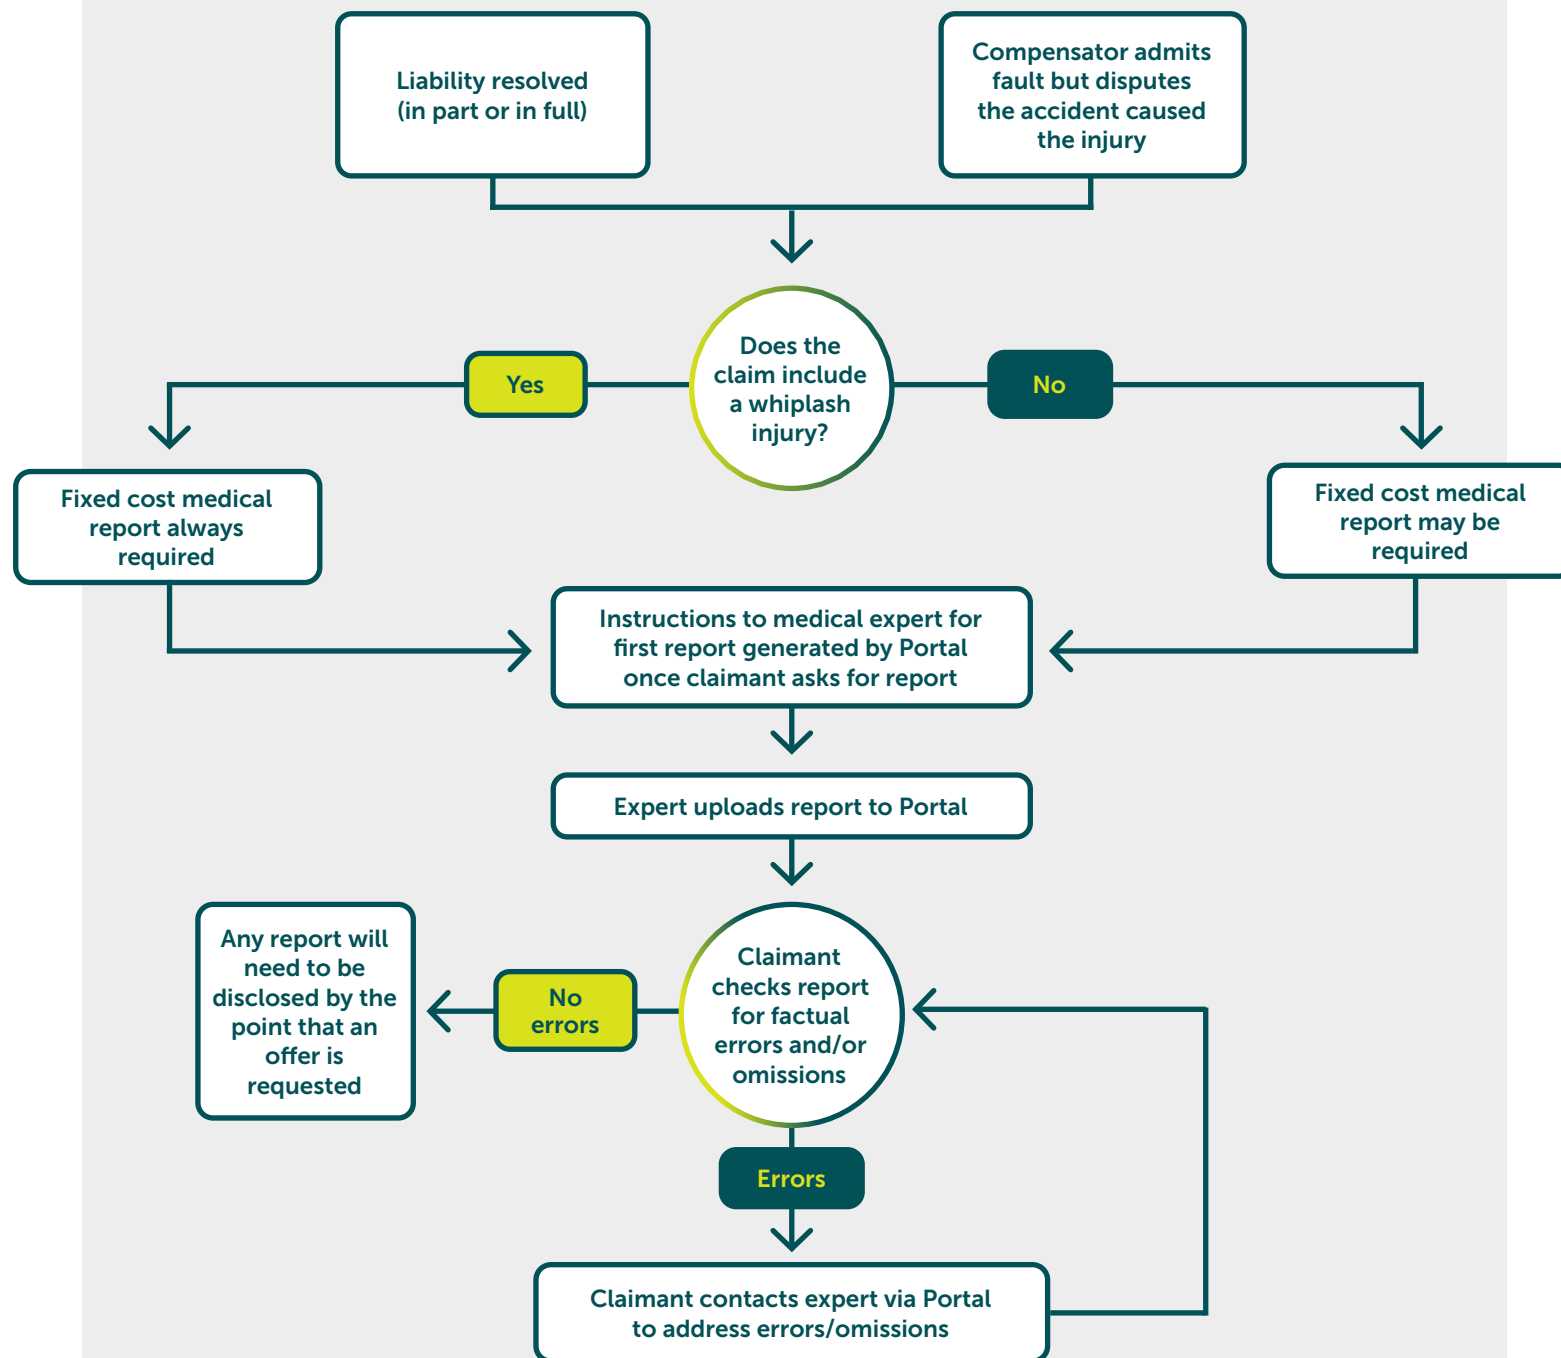 Liability resolved
(in part or in full)
Compensator admits
fault but disputes
the accident caused
the injury
Does the
claim include
a whiplash
injury?
Yes
No
Fixed cost medical
report always
required
Fixed cost medical
report may be
required
Instructions to medical expert for
first report generated by Portal
once claimant asks for report
Expert uploads report to Portal
Claimant
checks report
for factual
errors and/or
omissions
No
errors
Any report will
need to be
disclosed by the
point that an
offer is
requested
Errors
Claimant contacts expert via Portal
to address errors/omissions